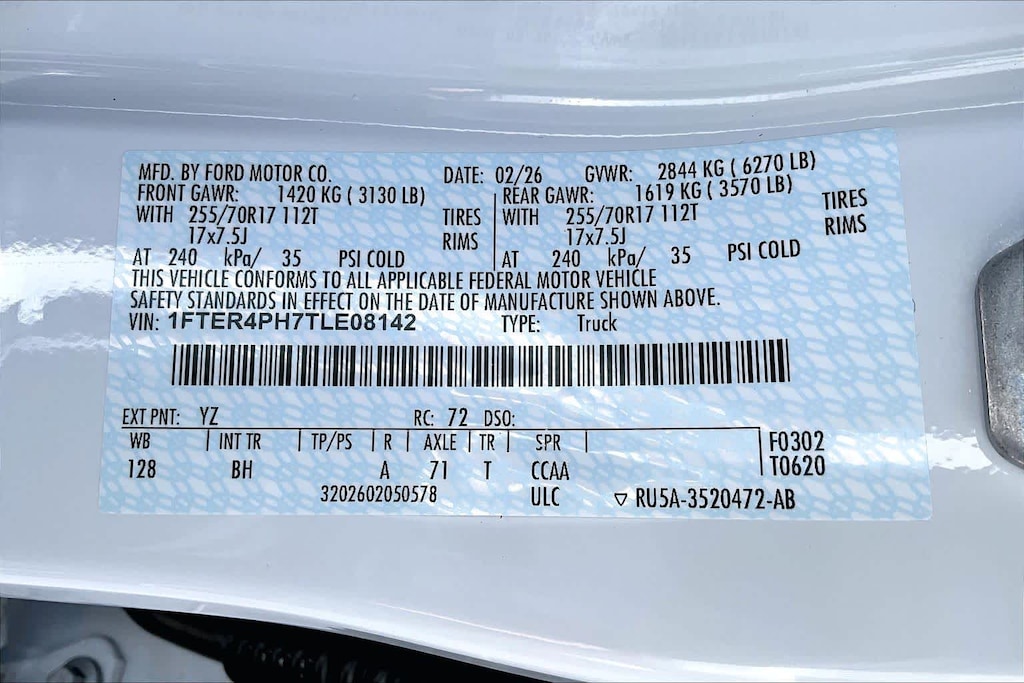 MFD. BY FORD MOTOR CO. DATE: 02/26 GVWR: 2844 KG ( 6270 LB)
FRONT GAWR: 1420 KG ( 3130 LB) REAR GAWR: 1619 KG ( 3570 LB)
WITH 255/70R17 112T TIRES WITH 255/70R17 112T TIRES
17x7.5J RIMS 17x7.5J RIMS
AT 240 kPa/ 35 PSI COLD AT 240 kPa/ 35 PSI COLD
THIS VEHICLE CONFORMS TO ALL APPLICABLE FEDERAL MOTOR VEHICLE
SAFETY STANDARDS IN EFFECT ON THE DATE OF MANUFACTURE SHOWN ABOVE.
VIN: 1FTER4PH7TLE08142 TYPE: Truck
EXT PNT: YZ RC: 72 DSO:
WB INT TR TP/PS R AXLE TR SPR F0302
128 BH A 71 T CCAA T0620
3202602050578 ULC ▽ RU5A-3520472-AB